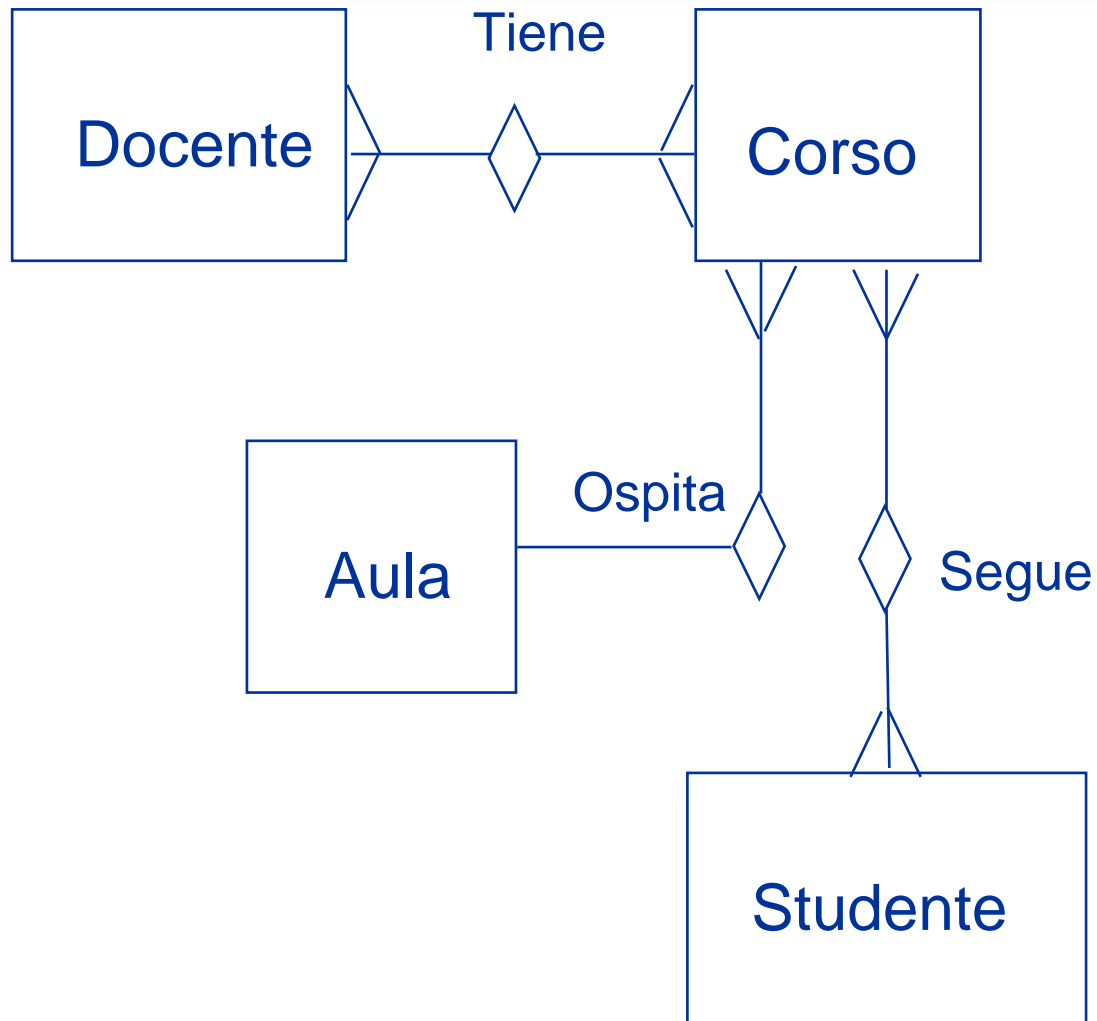 Tiene
Docente
Corso
Ospita
Aula
Segue
Studente